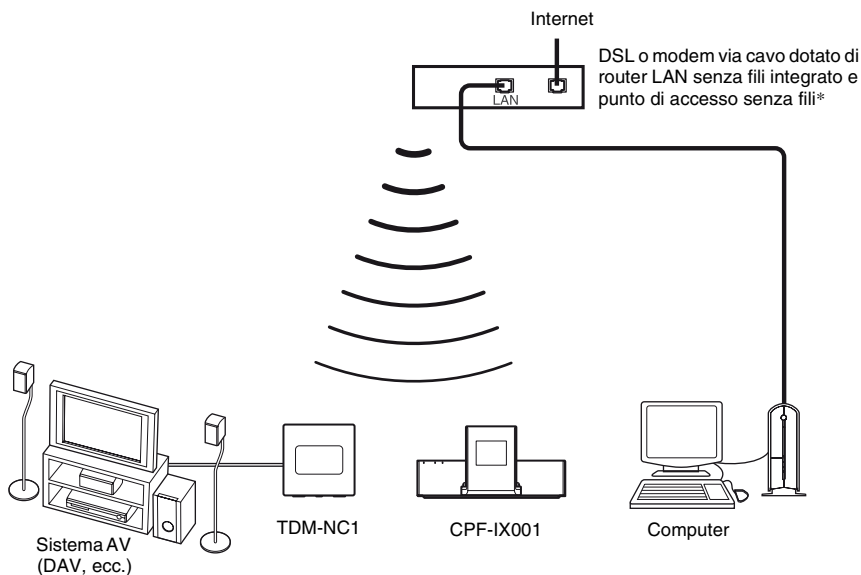 Internet
DSL o modem via cavo dotato di
router LAN senza fili integrato e
punto di accesso senza fili*
LAN
TDM-NC1
CPF-IX001
Computer
Sistema AV
(DAV, ecc.)